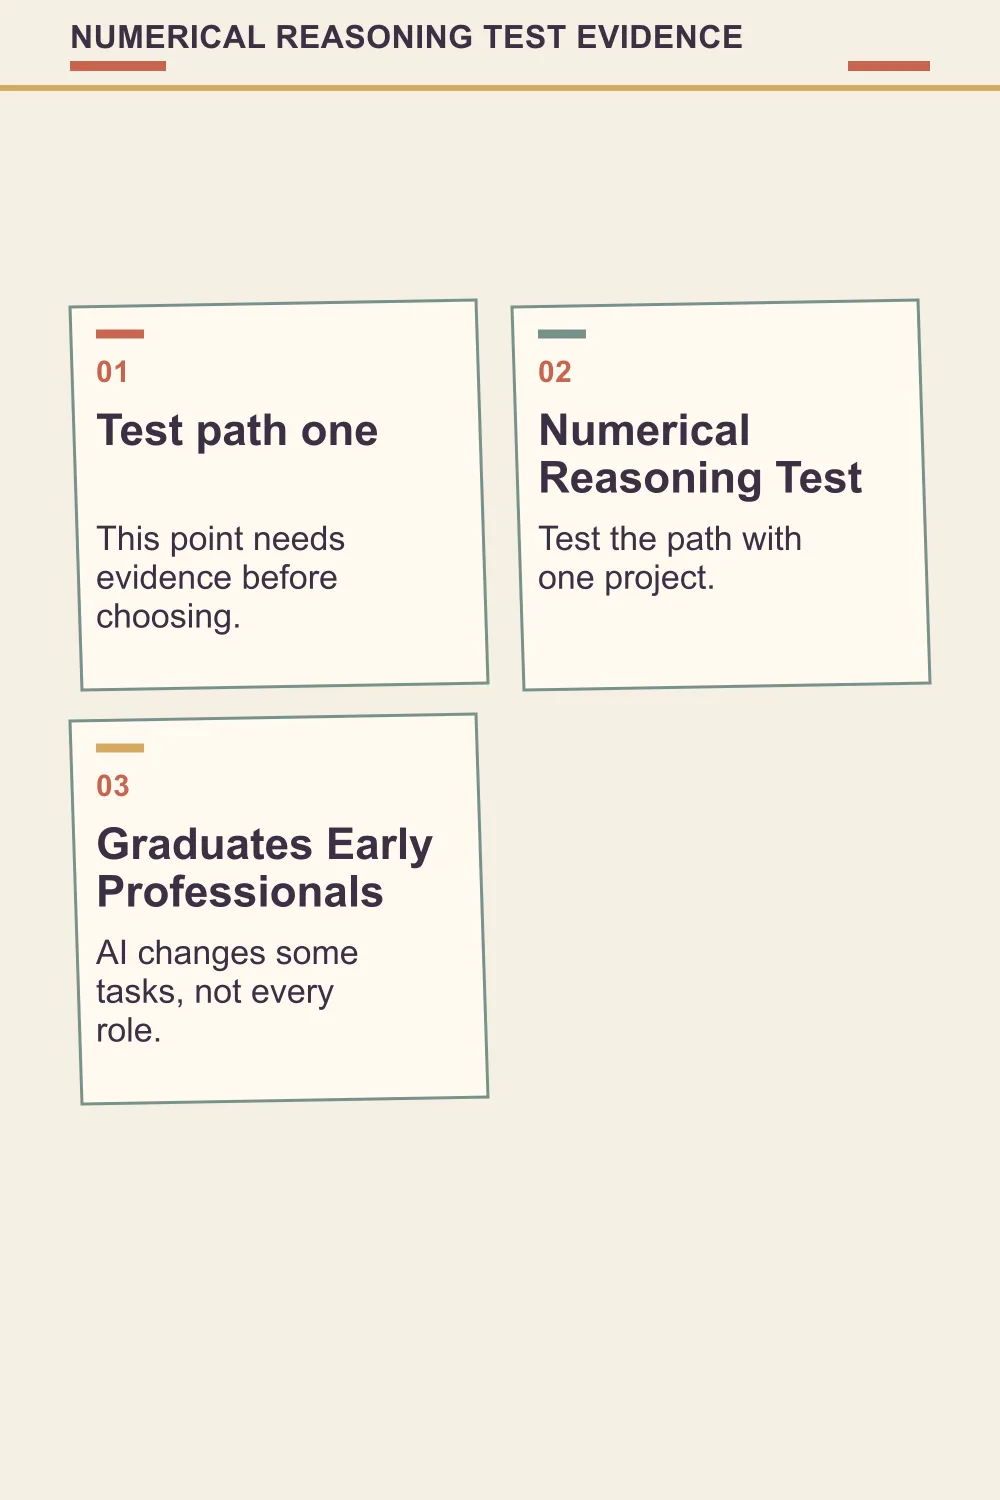 NUMERICAL REASONING TEST EVIDENCE
01
Test path one
This point needs
evidence before
choosing.
02
Numerical
Reasoning Test
Test the path with
one project.
03
Graduates Early
Professionals
AI changes some
tasks, not every
role.